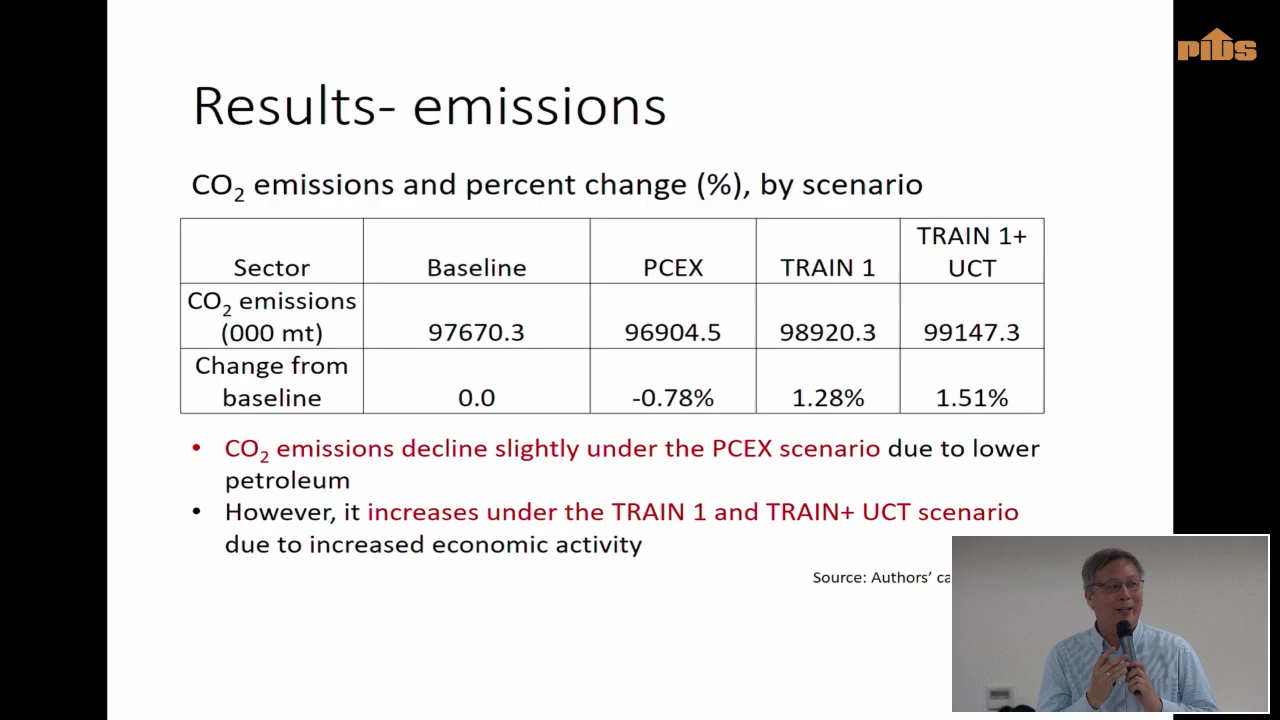 PIDS
Results- emissions
CO₂ emissions and percent change (%), by scenario
Sector Baseline PCEX TRAIN 1 TRAIN 1+ UCT
CO₂ emissions (000 mt) 97670.3 96904.5 98920.3 99147.3
Change from baseline 0.0 -0.78% 1.28% 1.51%
• CO₂ emissions decline slightly under the PCEX scenario due to lower
petroleum
• However, it increases under the TRAIN 1 and TRAIN+ UCT scenario
due to increased economic activity
Source: Authors’ ca